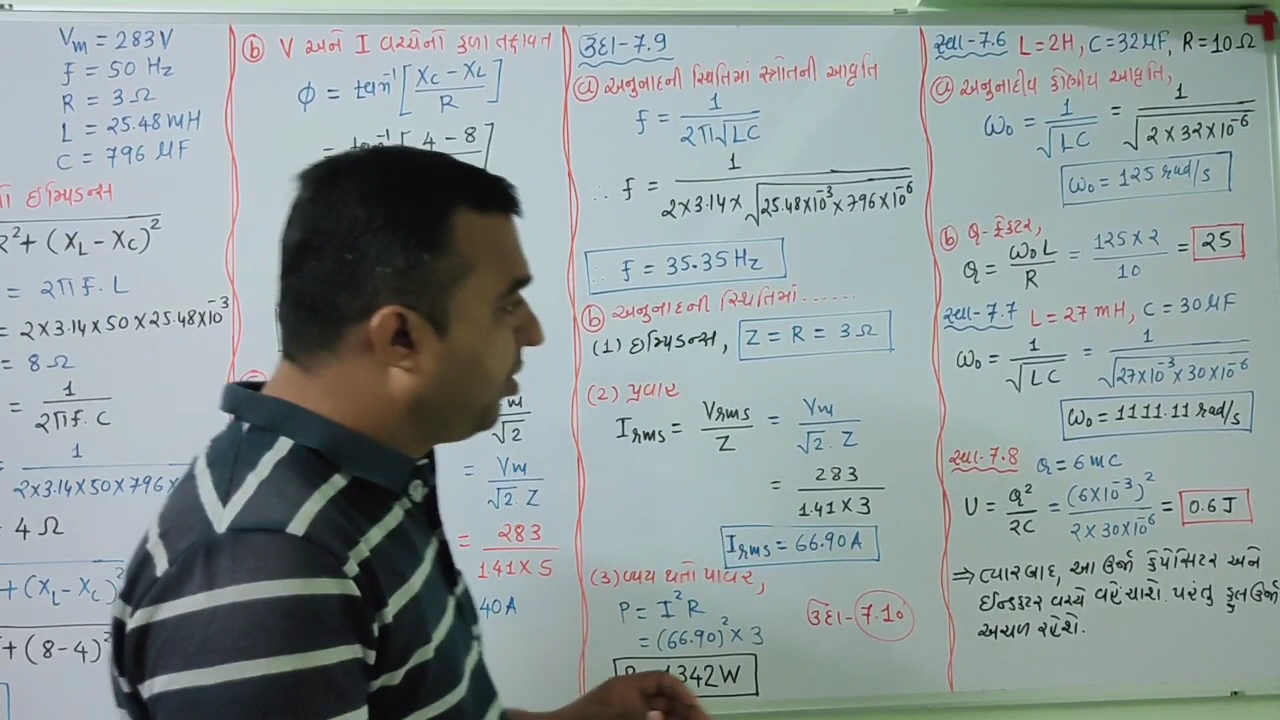 Vm = 283V
f = 50 Hz
R = 3 Ω
L = 25.48 mH
C = 796 μF
ઇમ્પિડન્સ
R² + (XL - XC)²
= 2πf.L
= 2×3.14×50×25.48×10⁻³
= 8 Ω
= 1 / 2πf.C
= 1 / 2×3.14×50×796×
= 4 Ω
+ (XL - XC)²
+ (8-4)²
ⓑ V અને I વચ્ચેનો કળા તફાવત
φ = tan⁻¹[XC - XL / R]
= tan⁻¹[4 - 8
m / √2
= Vm / √2. Z
= 283 / 1.41 × 5
40A
ઉદા-7.9
ⓐ અનુનાદની સ્થિતિમાં સ્ત્રોતની આવૃતિ
f = 1 / 2π√LC
∴ f = 1 / 2×3.14×√25.48×10⁻³×796×10⁻⁶
∴ f = 35.35 Hz
ⓑ અનુનાદની સ્થિતિમાં......
(1) ઇમ્પિડન્સ, Z = R = 3 Ω
(2) પ્રવાહ
Irms = Vrms / Z = Vm / √2. Z
= 283 / 1.41 × 3
Irms = 66.90 A
(3) વ્યય થતો પાવર,
P = I²R
= (66.90)² × 3
342W
ઉદા-7.10
સ્વા-7.6 L = 2H, C = 32 μF, R = 10 Ω
ⓐ અનુનાદીય કોણીય આવૃતિ,
ω₀ = 1 / √LC = 1 / √2×32×10⁻⁶
ω₀ = 125 rad/s
ⓑ Q-ફેક્ટર,
Q = ω₀L / R = 125×2 / 10 = 25
સ્વા-7.7 L = 27 mH, C = 30 μF
ω₀ = 1 / √LC = 1 / √27×10⁻³×30×10⁻⁶
ω₀ = 1111.11 rad/s
સ્વા-7.8 Q = 6mC
U = Q² / 2C = (6×10⁻³)² / 2×30×10⁻⁶ = 0.6 J
⇒ ત્યારબાદ, આ ઉર્જા કેપેસિટર અને
ઈન્ડક્ટર વચ્ચે વહેંચાશે. પરંતુ કુલ ઉર્જા
અચળ રહેશે.